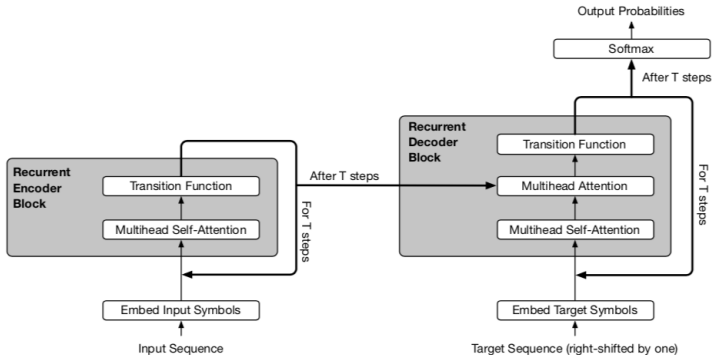 Output Probabilities
Softmax
After T steps
Recurrent
Decoder
Block
Transition Function
Recurrent
Encoder
Block
Transition Function
After T steps
Multihead Attention
For T steps
For T steps
Multihead Self-Attention
Multihead Self-Attention
Embed Input Symbols
Embed Target Symbols
Input Sequence
Target Sequence (right-shifted by one)